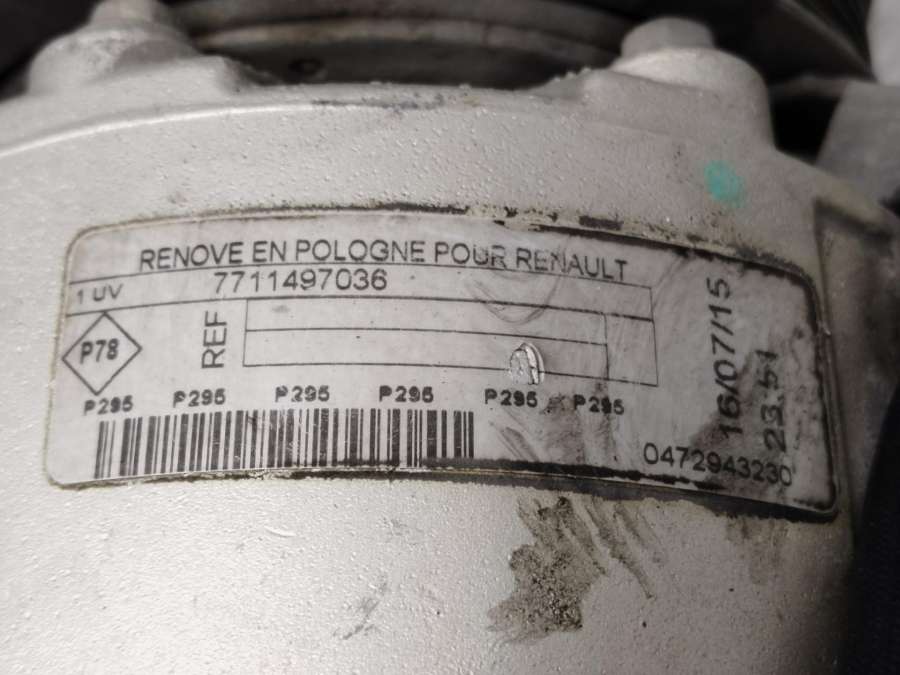 RENOVE EN POLOGNE POUR RENAULT
1 UV 7711497036
P78
REF
P295 P295 P295 P295 P295 P295
0472943230
16/07/15
23 51